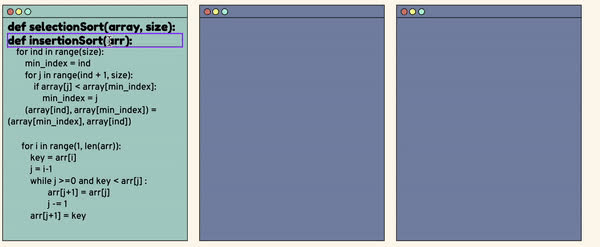 def selectionSort(array, size):
def insertionSort(arr):
for ind in range(size):
min_index = ind
for j in range(ind + 1, size):
if array[j] < array[min_index]:
min_index = j
(array[ind], array[min_index]) =
(array[min_index], array[ind])
for i in range(1, len(arr)):
key = arr[i]
j = i-1
while j >=0 and key < arr[j] :
arr[j+1] = arr[j]
j -= 1
arr[j+1] = key